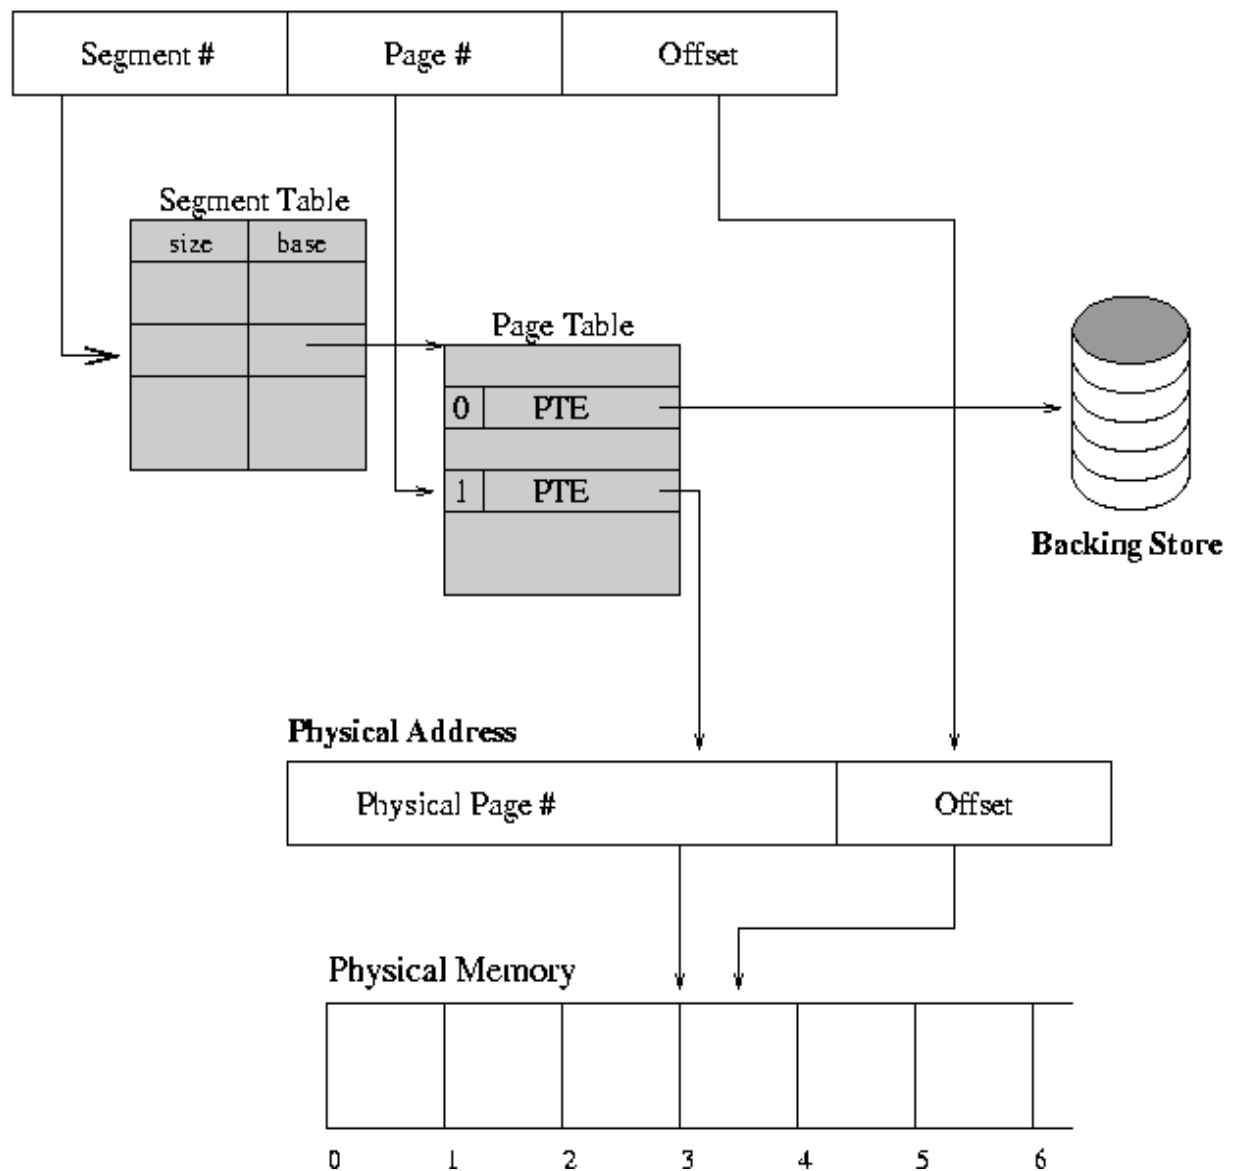 Segment # Page # Offset
Segment Table
size base
Page Table
0 PTE
1 PTE
Backing Store
Physical Address
Physical Page # Offset
Physical Memory
0 1 2 3 4 5 6